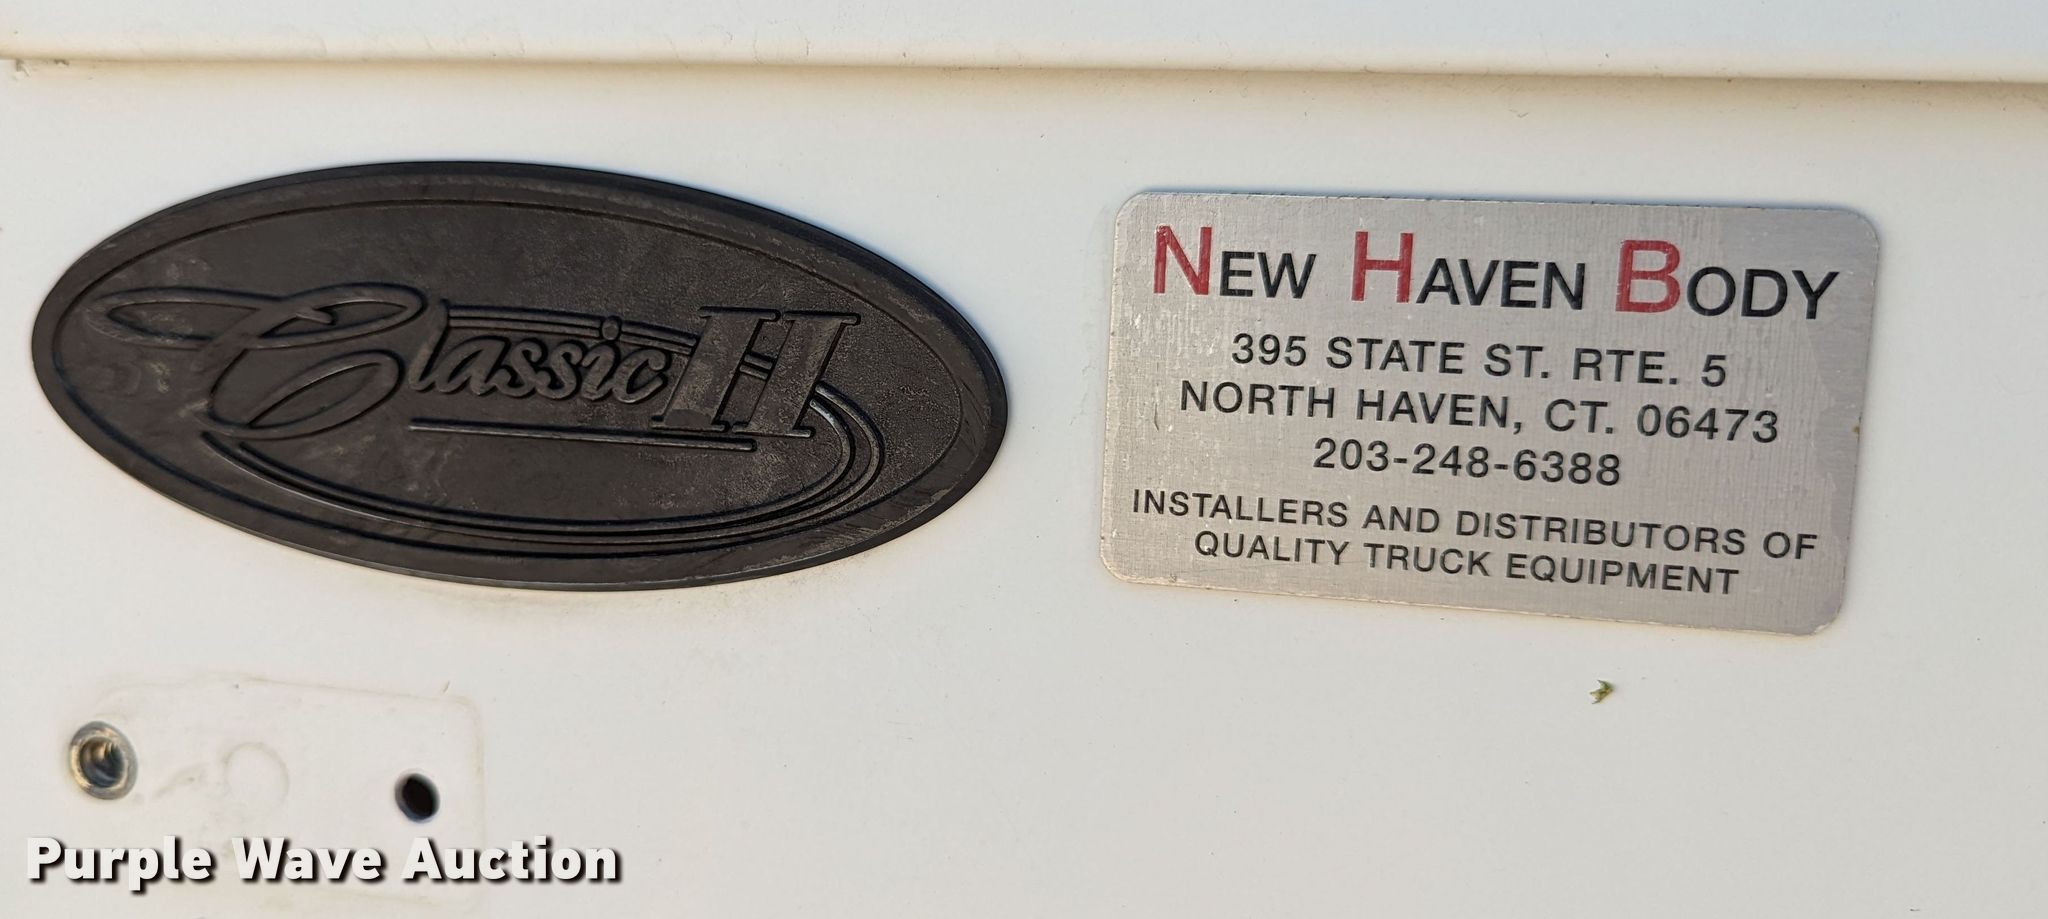 Classic II
NEW HAVEN BODY
395 STATE ST. RTE. 5
NORTH HAVEN, CT. 06473
203-248-6388
INSTALLERS AND DISTRIBUTORS OF
QUALITY TRUCK EQUIPMENT
Purple Wave Auction